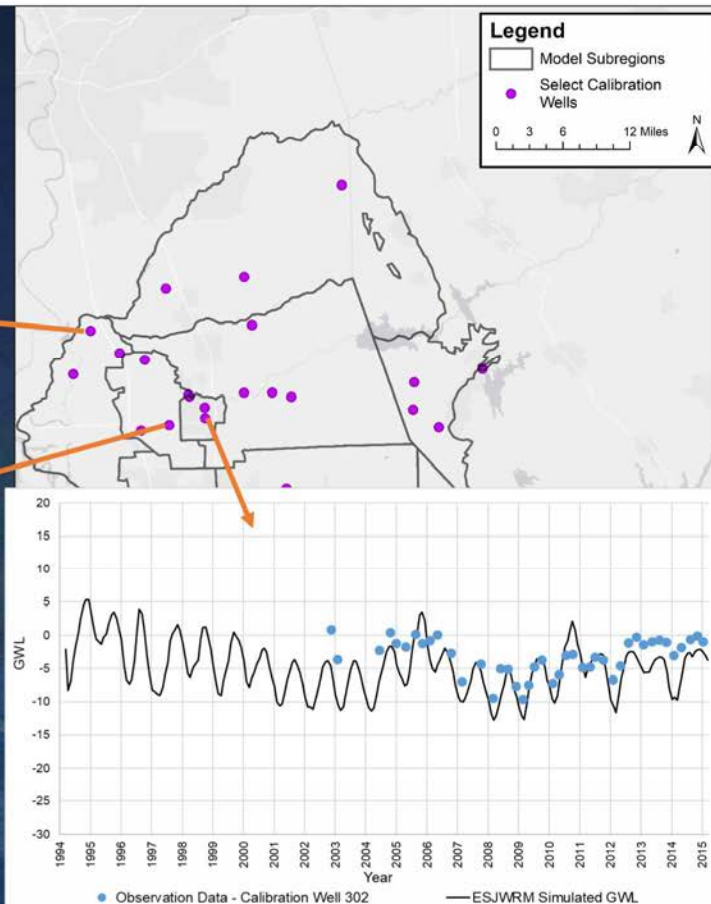 Legend
Model Subregions
Select Calibration
Wells
0 3 6 12 Miles
N
20
15
10
5
0
-5
-10
-15
-20
-25
-30
GWL
1994 1995 1996 1997 1998 1999 2000 2001 2002 2003 2004 2005 2006 2007 2008 2009 2010 2011 2012 2013 2014 2015
Year
Observation Data - Calibration Well 302
ESJWRM Simulated GWL